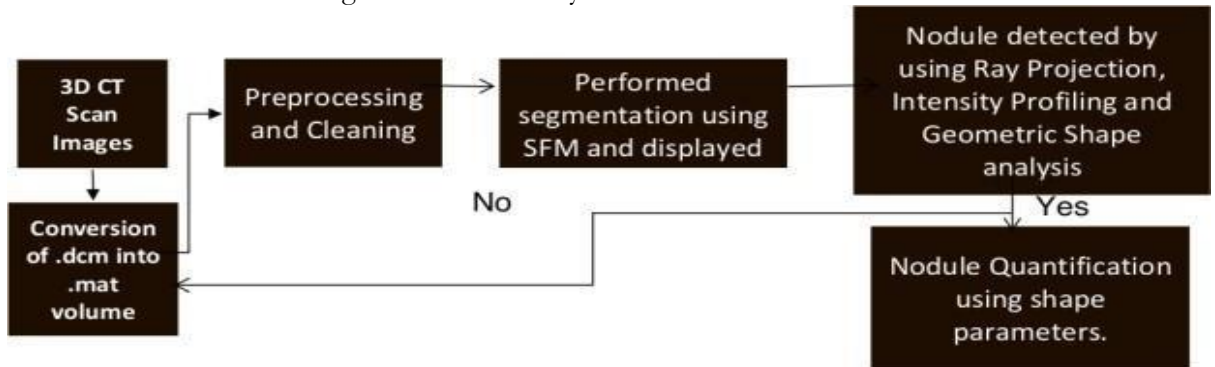 3D CT
Scan
Images
Conversion
of .dcm into
.mat
volume
Preprocessing
and Cleaning
Performed
segmentation using
SFM and displayed
Nodule detected by
using Ray Projection,
Intensity Profiling and
Geometric Shape
analysis
No
Yes
Nodule Quantification
using shape
parameters.